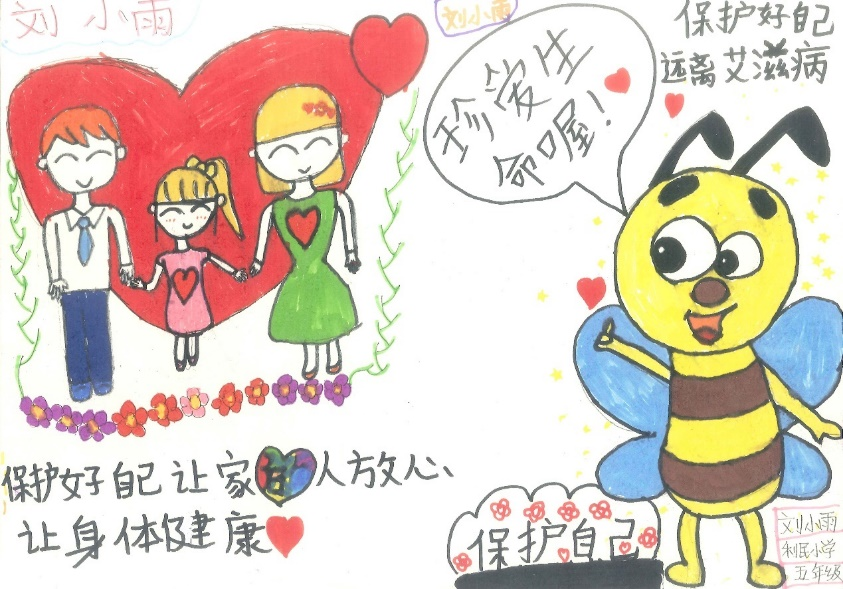 刘 小雨
刘小雨
保护好自己
远离艾滋病
珍爱生
命喔！
保护好自己让家人放心、
让身体健康
保护自己
刘小雨
利民小学
五年级